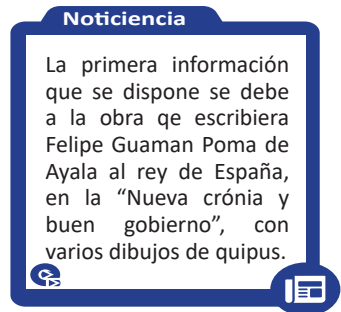 Noticiencia
La primera información
que se dispone se debe
a la obra qe escribiera
Felipe Guaman Poma de
Ayala al rey de España,
en la “Nueva crónia y
buen gobierno”, con
varios dibujos de quipus.